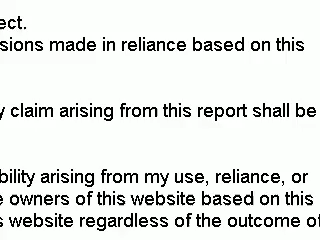 ect.
sions made in reliance based on this
y claim arising from this report shall be
bility arising from my use, reliance, or
e owners of this website based on this
s website regardless of the outcome of